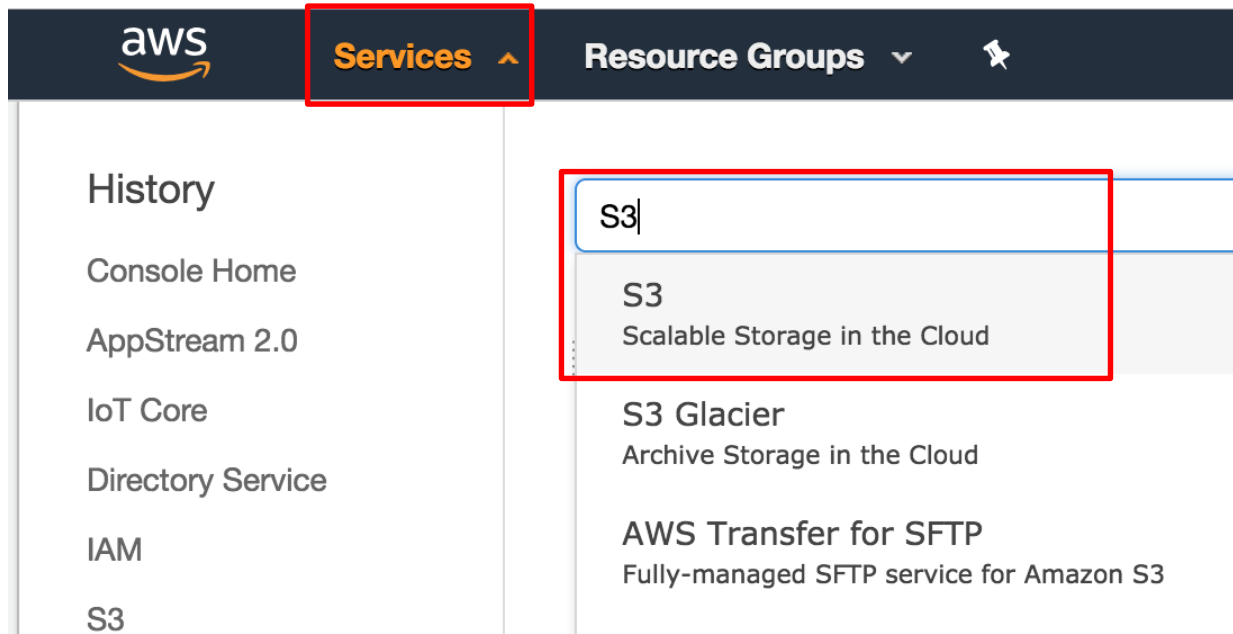 aws
Services
Resource Groups
History
Console Home
AppStream 2.0
IoT Core
Directory Service
IAM
S3
S3
S3
Scalable Storage in the Cloud
S3 Glacier
Archive Storage in the Cloud
AWS Transfer for SFTP
Fully-managed SFTP service for Amazon S3